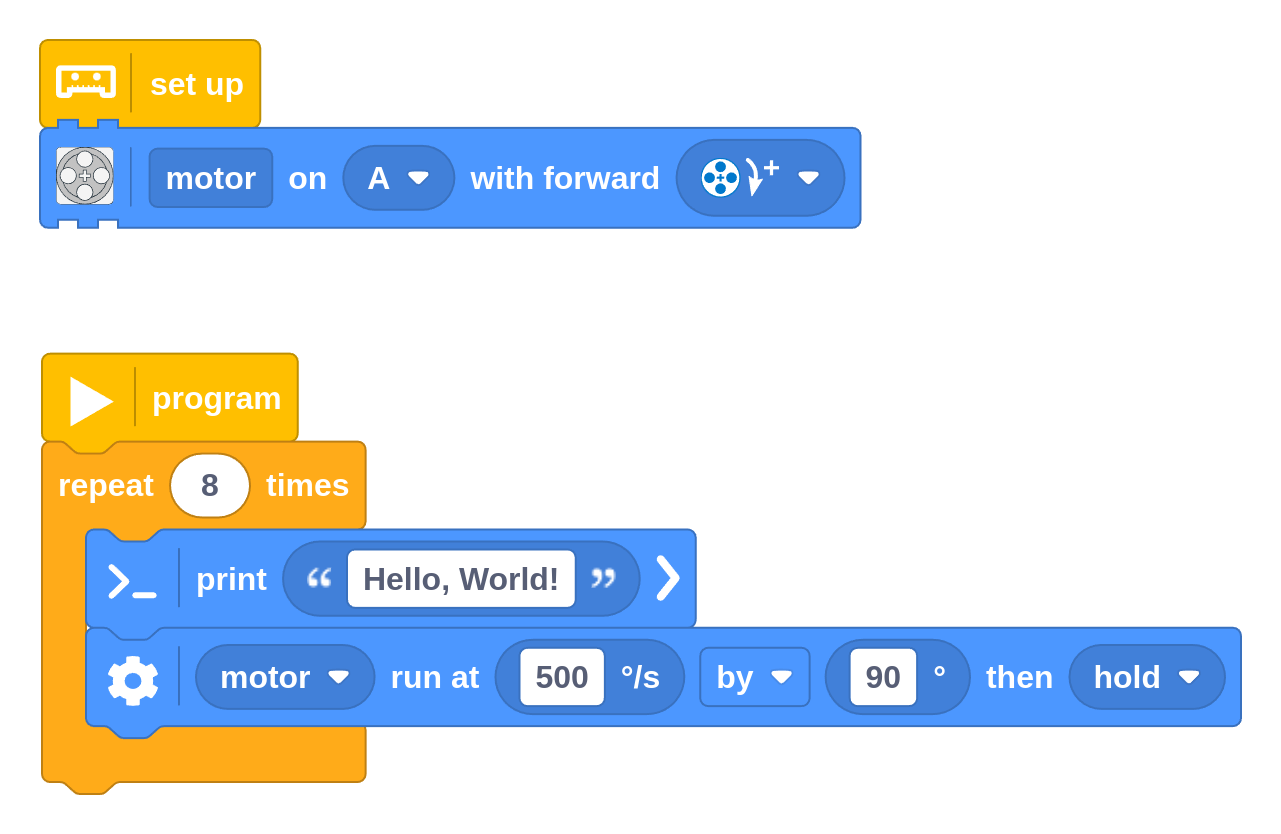 set up
motor on A with forward
program
repeat 8 times
print “ Hello, World! ”
motor run at 500 °/s by 90 ° then hold